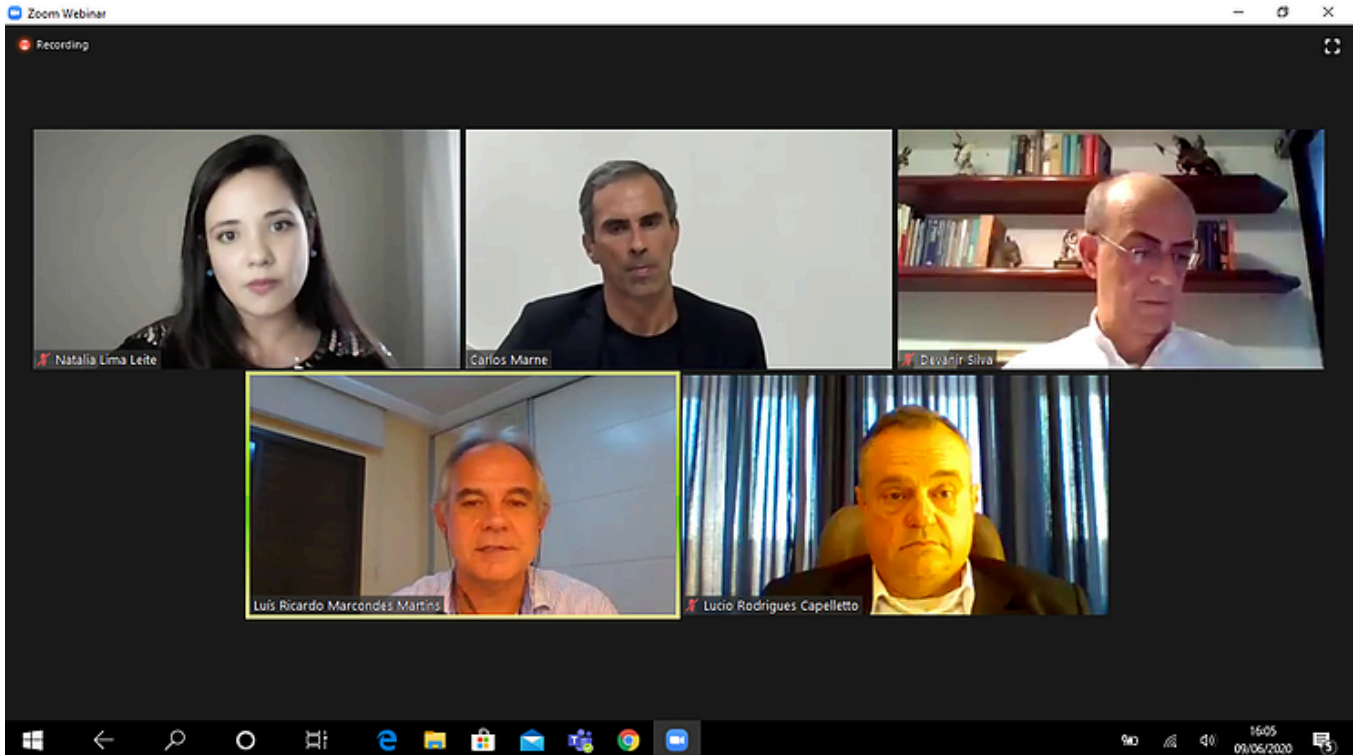 Zoom Webinar
Recording
Natalia Lima Leite
Carlos Marne
Devanir Silva
Luís Ricardo Marcondes Martins
Lucio Rodrigues Capelletto
16:05
09/06/2020